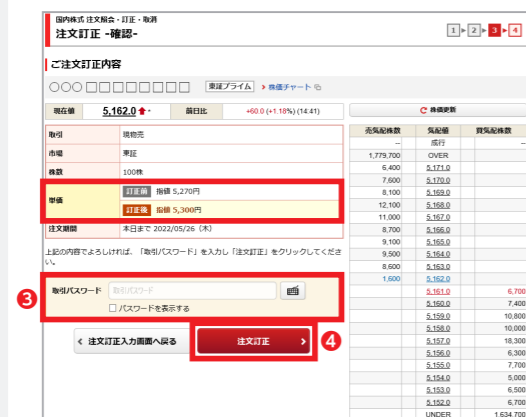 国内株式 注文照会・訂正・取消
注文訂正 -確認-
1 2 3 4
ご注文訂正内容
東証プライム 株価チャート
現在値 5,162.0 前日比 +60.0 (+1.18%) (14:41)
取引 現物売
市場 東証
株数 100株
単価 訂正前 指値 5,270円
訂正後 指値 5,300円
注文期間 本日まで 2022/05/26（木）
上記の内容でよろしければ、「取引パスワード」を入力し「注文訂正」をクリックしてくださ
い。
❸ 取引パスワード 取引パスワード
パスワードを表示する
注文訂正入力画面へ戻る 注文訂正 ❹
株価更新
売気配株数 気配値 買気配株数
-- 成行 --
1,779,700 OVER
6,400 5,171.0
7,600 5,170.0
8,100 5,169.0
12,100 5,168.0
11,000 5,167.0
8,700 5,166.0
9,100 5,165.0
9,500 5,164.0
8,600 5,163.0
1,600 5,162.0
5,161.0 6,700
5,160.0 7,400
5,159.0 10,800
5,158.0 10,000
5,157.0 18,300
5,156.0 6,300
5,155.0 7,700
5,154.0 5,000
5,153.0 6,500
5,152.0 6,700
UNDER 1,634,700